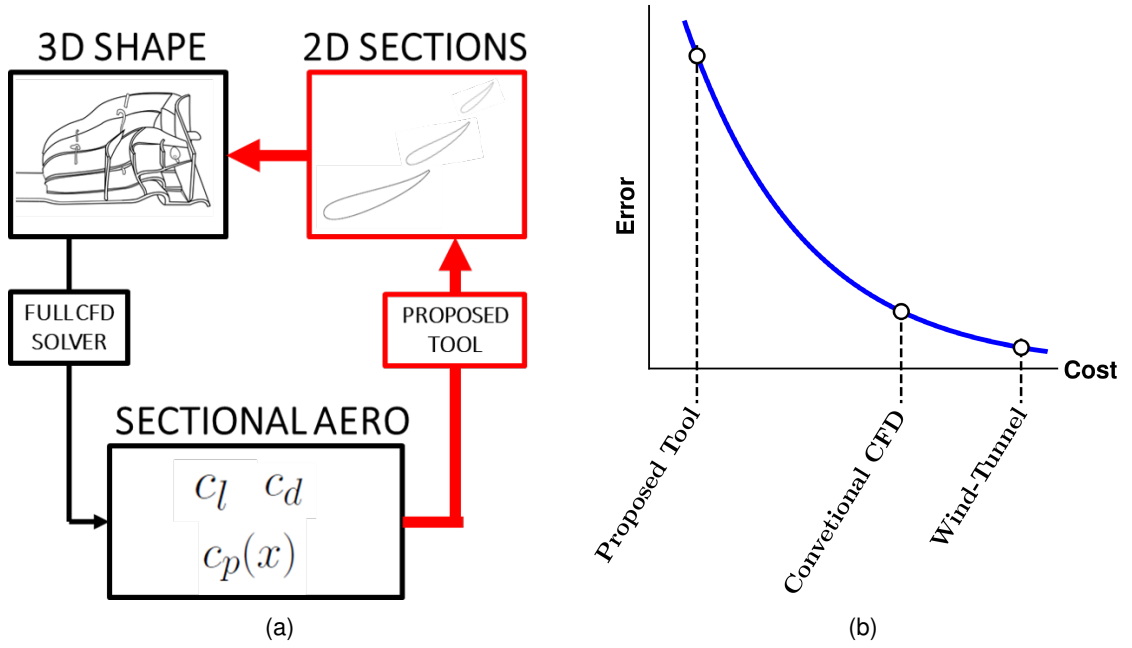 3D SHAPE
2D SECTIONS
FULL CFD
SOLVER
PROPOSED
TOOL
SECTIONAL AERO
c_l c_d
c_p(x)
(a)
Error
Cost
Proposed Tool
Convetional CFD
Wind-Tunnel
(b)